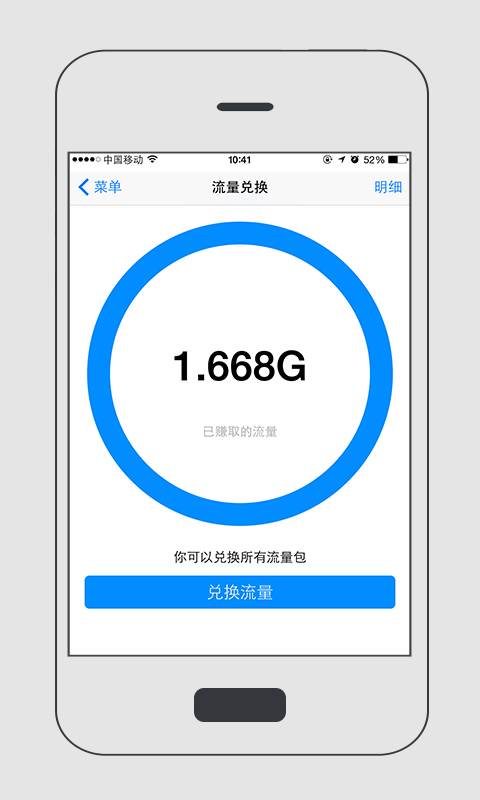 中国移动 10:41 52%
菜单 流量兑换 明细
1.668G
已赚取的流量
你可以兑换所有流量包
兑换流量